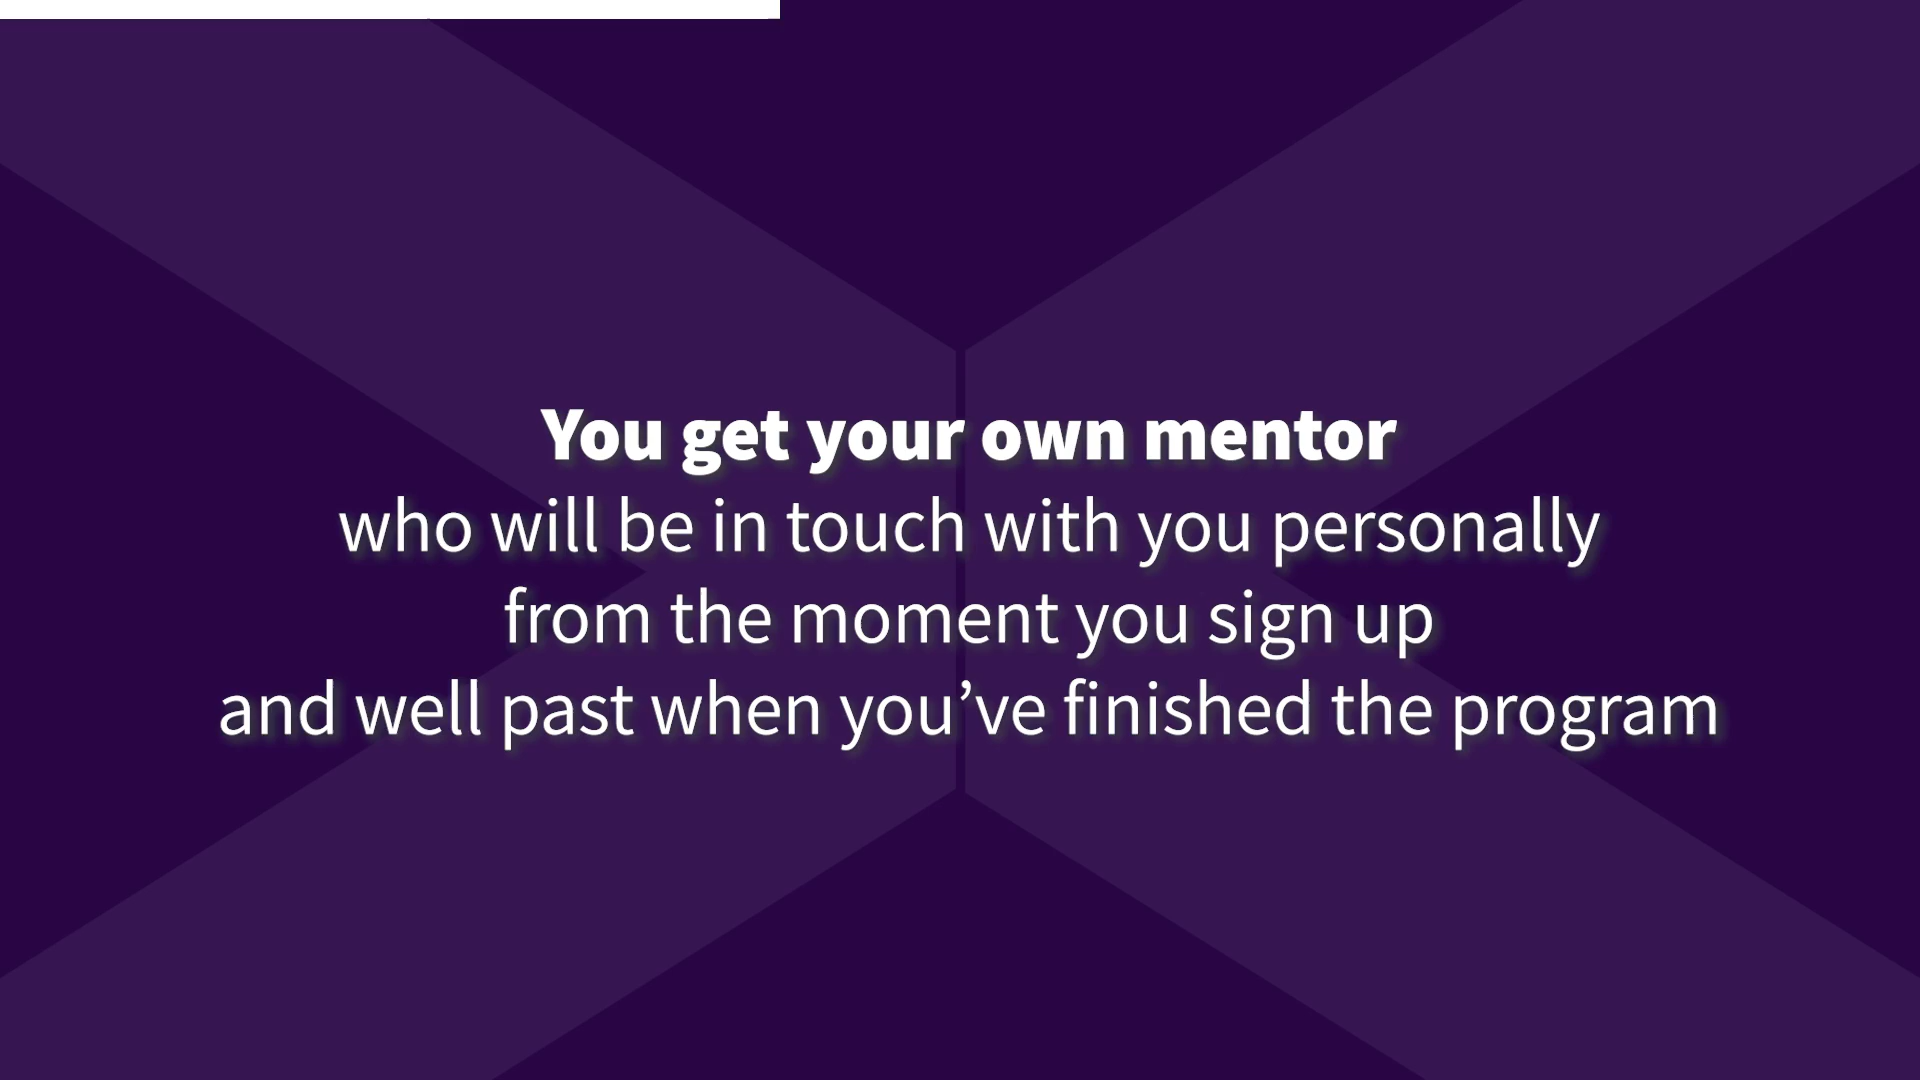 You get your own mentor
who will be in touch with you personally
from the moment you sign up
and well past when you’ve finished the program